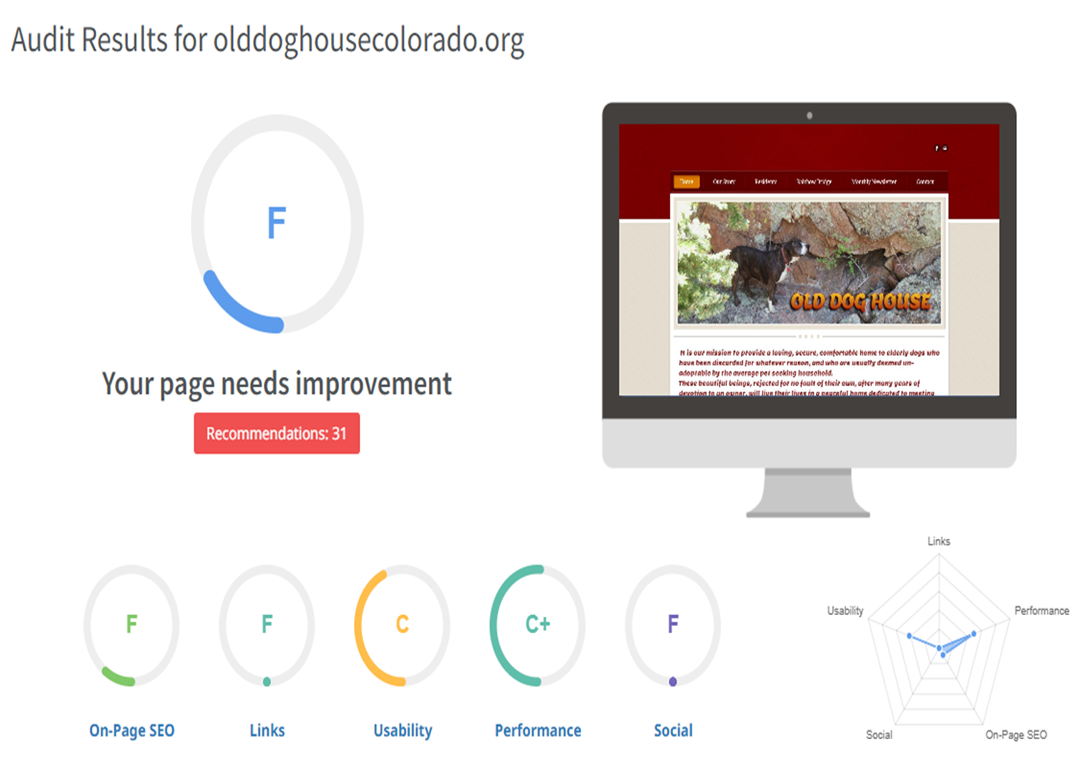 Audit Results for olddoghousecolorado.org
F
Your page needs improvement
Recommendations: 31
Home Our Story Residents Rainbow Bridge Monthly Newsletter Contact
OLD DOG HOUSE
It is our mission to provide a loving, secure, comfortable home to elderly dogs who
have been discarded for whatever reason, and who are usually deemed un-
adoptable by the average pet seeking household.
These beautiful beings, rejected for no fault of their own, after many years of
devotion to an owner, will live their lives in a peaceful home dedicated to meeting
F
F
C
C+
F
On-Page SEO
Links
Usability
Performance
Social
Links
Usability
Performance
Social
On-Page SEO